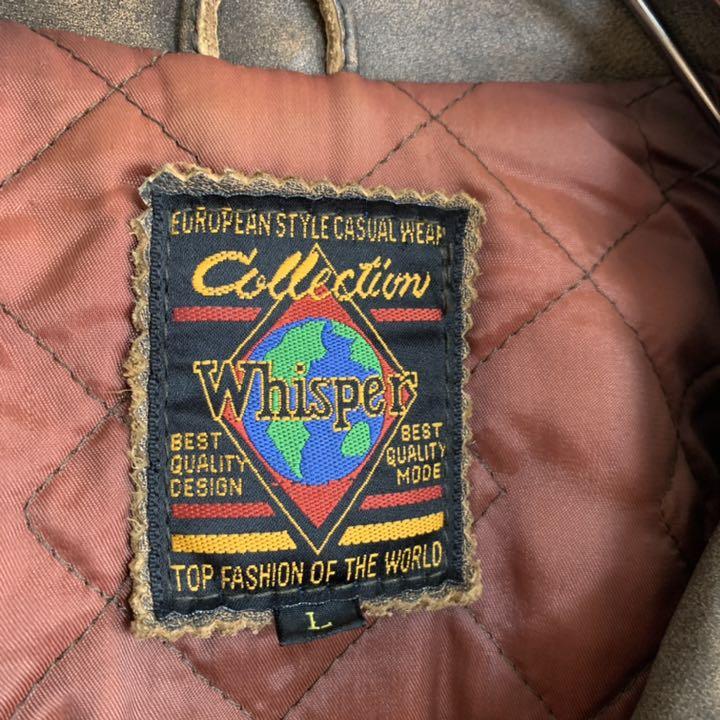 EUROPEAN STYLE CASUAL WEAR
Collection
Whisper
BEST
QUALITY
DESIGN
BEST
QUALITY
MODE
TOP FASHION OF THE WORLD
L